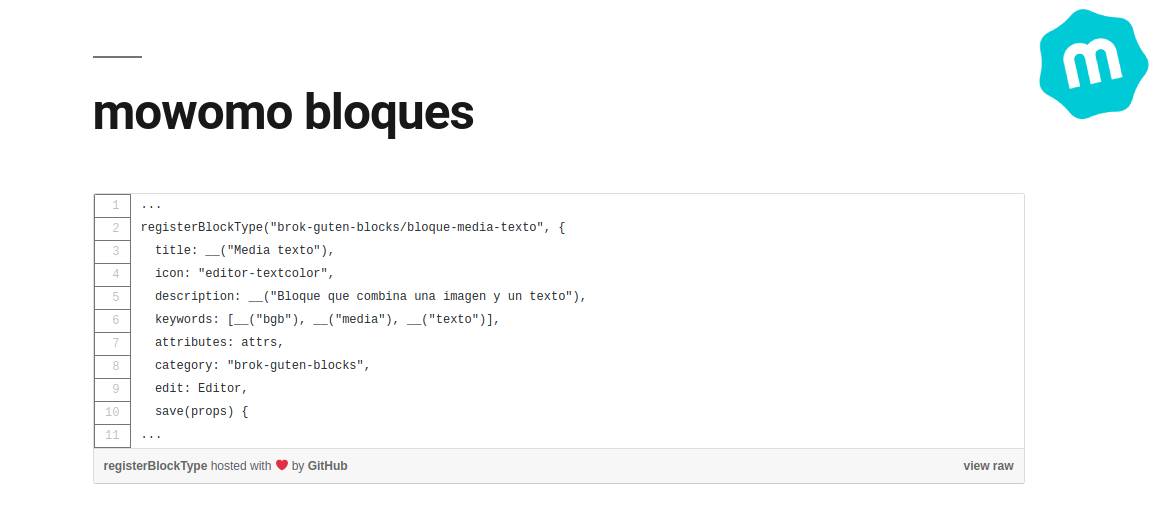 m
mowomo bloques
1 ...
2 registerBlockType("brok-guten-blocks/bloque-media-texto", {
3   title: __("Media texto"),
4   icon: "editor-textcolor",
5   description: __("Bloque que combina una imagen y un texto"),
6   keywords: [__("bgb"), __("media"), __("texto")],
7   attributes: attrs,
8   category: "brok-guten-blocks",
9   edit: Editor,
10   save(props) {
11 ...
registerBlockType hosted with ❤ by GitHub view raw